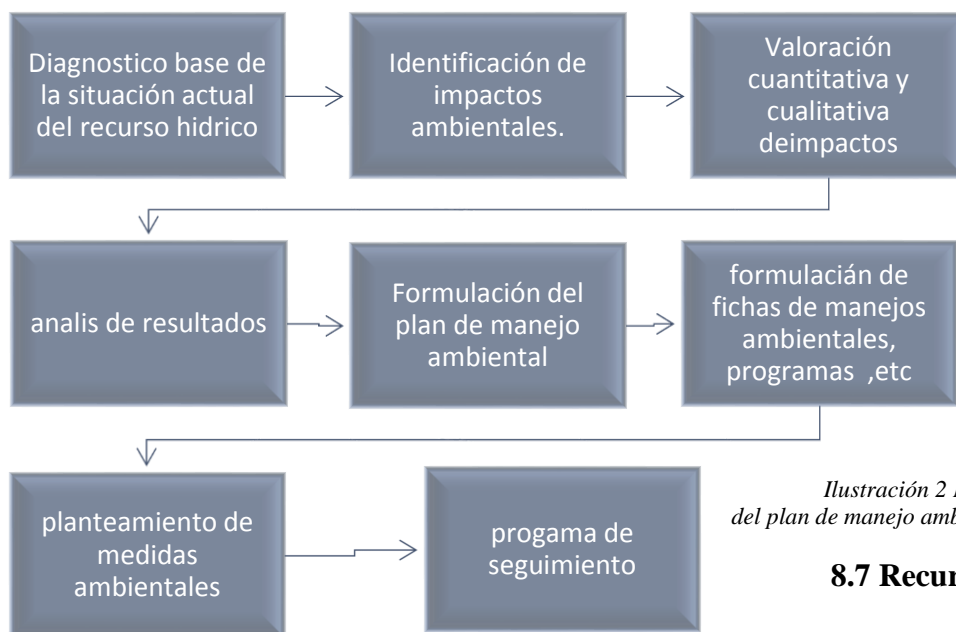 Diagnostico base de
la situación actual
del recurso hidrico
Identificación de
impactos
ambientales.
Valoración
cuantitativa y
cualitativa
deimpactos
analis de resultados
Formulación del
plan de manejo
ambiental
formulacián de
fichas de manejos
ambientales,
programas ,etc
planteamiento de
medidas
ambientales
progama de
seguimiento
Ilustración 2
del plan de manejo
8.7